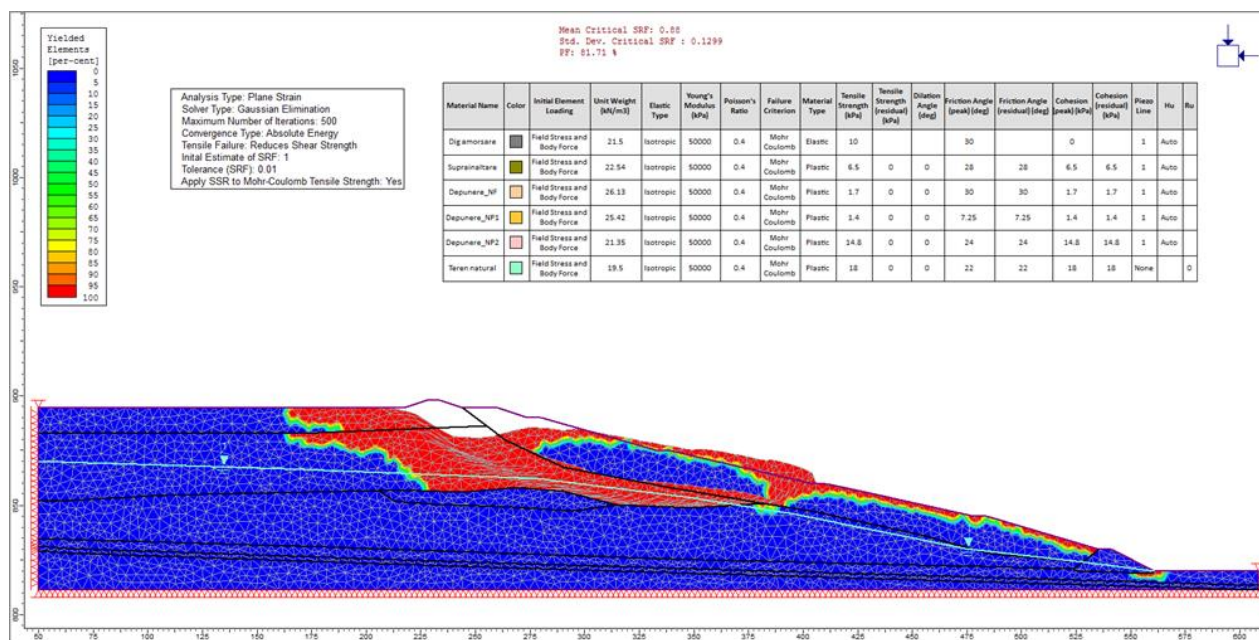 Mean Critical SRF: 0.88
Std. Dev. Critical SRF : 0.1299
PF: 81.71 %
Yielded
Elements
[per-cent]
0
5
10
15
20
25
30
35
40
45
50
55
60
65
70
75
80
85
90
95
100
Analysis Type: Plane Strain
Solver Type: Gaussian Elimination
Maximum Number of Iterations: 500
Convergence Type: Absolute Energy
Tensile Failure: Reduces Shear Strength
Inital Estimate of SRF: 1
Tolerance (SRF): 0.01
Apply SSR to Mohr-Coulomb Tensile Strength: Yes
Material Name Color Initial Element Loading Unit Weight (kN/m3) Elastic Type Young's Modulus (kPa) Poisson's Ratio Failure Criterion Material Type Tensile Strength (kPa) Tensile Strength (residual) (kPa) Dilation Angle (deg) Friction Angle (peak) (deg) Friction Angle (residual) (deg) Cohesion (peak) (kPa) Cohesion (residual) (kPa) Piezo Line Hu Ru
Dig amorsare Field Stress and Body Force 21.5 Isotropic 50000 0.4 Mohr Coulomb Elastic 10 30 0 1 Auto
Suprainaltare Field Stress and Body Force 22.54 Isotropic 50000 0.4 Mohr Coulomb Plastic 6.5 0 0 28 28 6.5 6.5 1 Auto
Depunere_NF Field Stress and Body Force 26.13 Isotropic 50000 0.4 Mohr Coulomb Plastic 1.7 0 0 30 30 1.7 1.7 1 Auto
Depunere_NP1 Field Stress and Body Force 25.42 Isotropic 50000 0.4 Mohr Coulomb Plastic 1.4 0 0 7.25 7.25 1.4 1.4 1 Auto
Depunere_NP2 Field Stress and Body Force 21.35 Isotropic 50000 0.4 Mohr Coulomb Plastic 14.8 0 0 24 24 14.8 14.8 1 Auto
Teren natural Field Stress and Body Force 19.5 Isotropic 50000 0.4 Mohr Coulomb Plastic 18 0 0 22 22 18 18 None 0
1050
1000
950
900
850
800
50 75 100 125 150 175 200 225 250 275 300 325 350 375 400 425 450 475 500 525 550 575 600